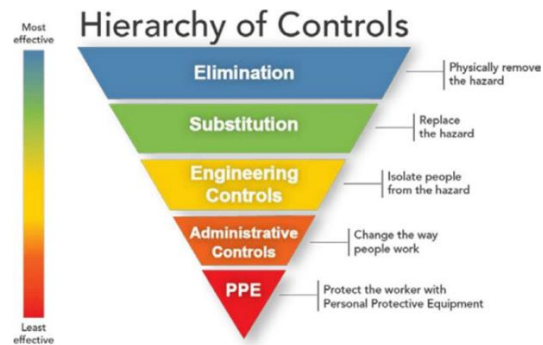 Hierarchy of Controls
Most
effective
Elimination
Physically remove
the hazard
Substitution
Replace
the hazard
Engineering
Controls
Isolate people
from the hazard
Administrative
Controls
Change the way
people work
PPE
Protect the worker with
Personal Protective Equipment
Least
effective